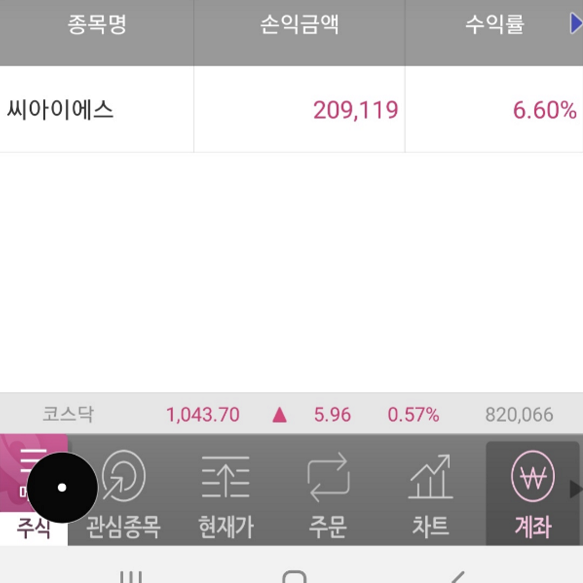 종목명 손익금액 수익률
씨아이에스 209,119 6.60%
코스닥 1,043.70 ▲ 5.96 0.57% 820,066
주식 관심종목 현재가 주문 차트 계좌